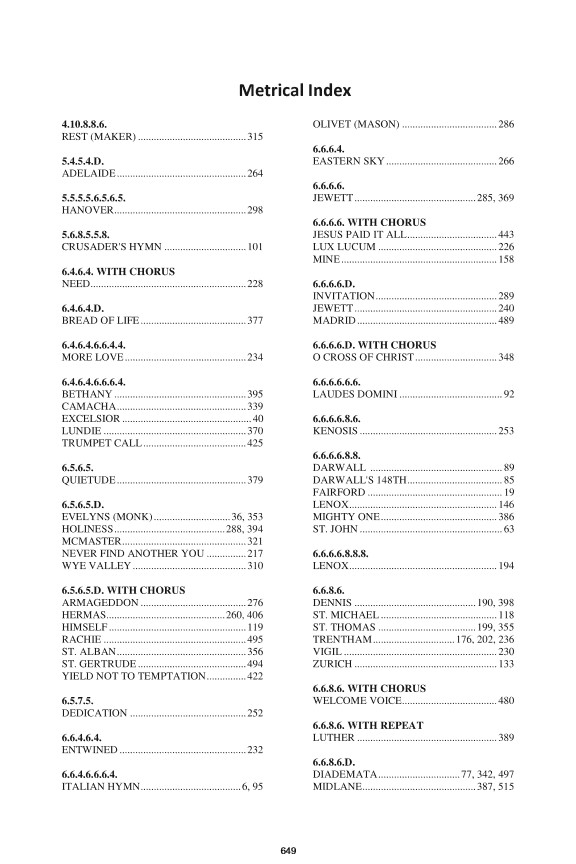 Metrical Index
4.10.8.8.6.
REST (MAKER) ......................................... 315
5.4.5.4.D.
ADELAIDE ................................................. 264
5.5.5.5.6.5.6.5.
HANOVER .................................................. 298
5.6.8.5.5.8.
CRUSADER'S HYMN ............................... 101
6.4.6.4. WITH CHORUS
NEED ........................................................... 228
6.4.6.4.D.
BREAD OF LIFE ........................................ 377
6.4.6.4.6.6.4.4.
MORE LOVE .............................................. 234
6.4.6.4.6.6.6.4.
BETHANY .................................................. 395
CAMACHA ................................................. 339
EXCELSIOR ................................................. 40
LUNDIE ...................................................... 370
TRUMPET CALL ....................................... 425
6.5.6.5.
QUIETUDE ................................................. 379
6.5.6.5.D.
EVELYNS (MONK) ............................. 36, 353
HOLINESS .......................................... 288, 394
MCMASTER ............................................... 321
NEVER FIND ANOTHER YOU ............... 217
WYE VALLEY ........................................... 310
6.5.6.5.D. WITH CHORUS
ARMAGEDDON ........................................ 276
HERMAS ............................................. 260, 406
HIMSELF .................................................... 119
RACHIE ...................................................... 495
ST. ALBAN ................................................. 356
ST. GERTRUDE ......................................... 494
YIELD NOT TO TEMPTATION ............... 422
6.5.7.5.
DEDICATION ............................................ 252
6.6.4.6.4.
ENTWINED ................................................ 232
6.6.4.6.6.6.4.
ITALIAN HYMN ...................................... 6, 95
OLIVET (MASON) .................................... 286
6.6.6.4.
EASTERN SKY .......................................... 266
6.6.6.6.
JEWETT .............................................. 285, 369
6.6.6.6. WITH CHORUS
JESUS PAID IT ALL .................................. 443
LUX LUCUM ............................................. 226
MINE ........................................................... 158
6.6.6.6.D.
INVITATION .............................................. 289
JEWETT ...................................................... 240
MADRID ..................................................... 489
6.6.6.6.D. WITH CHORUS
O CROSS OF CHRIST ............................... 348
6.6.6.6.6.6.
LAUDES DOMINI ....................................... 92
6.6.6.6.8.6.
KENOSIS .................................................... 253
6.6.6.6.8.8.
DARWALL .................................................. 89
DARWALL'S 148TH .................................... 85
FAIRFORD ................................................... 19
LENOX ........................................................ 146
MIGHTY ONE ............................................ 386
ST. JOHN ...................................................... 63
6.6.6.6.8.8.8.
LENOX ........................................................ 194
6.6.8.6.
DENNIS .............................................. 190, 398
ST. MICHAEL ............................................ 118
ST. THOMAS ..................................... 199, 355
TRENTHAM ............................... 176, 202, 236
VIGIL .......................................................... 230
ZURICH ...................................................... 133
6.6.8.6. WITH CHORUS
WELCOME VOICE .................................... 480
6.6.8.6. WITH REPEAT
LUTHER ..................................................... 389
6.6.8.6.D.
DIADEMATA ............................... 77, 342, 497
MIDLANE ........................................... 387, 515
649